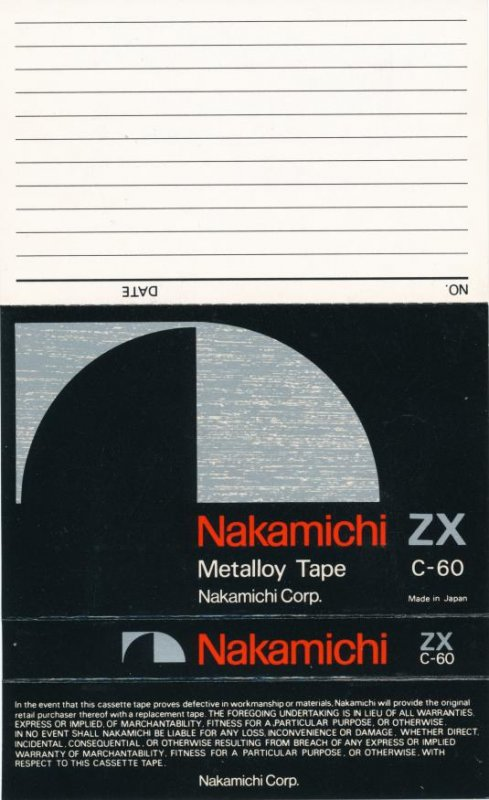 NO. DATE
Nakamichi ZX
Metalloy Tape C-60
Nakamichi Corp. Made in Japan
Nakamichi ZX
C-60
In the event that this cassette tape proves defective in workmanship or materials, Nakamichi will provide the original
retail purchaser thereof with a replacement tape. THE FOREGOING UNDERTAKING IS IN LIEU OF ALL WARRANTIES,
EXPRESS OR IMPLIED, OF MARCHANTABILITY, FITNESS FOR A PARTICULAR PURPOSE, OR OTHERWISE.
IN NO EVENT SHALL NAKAMICHI BE LIABLE FOR ANY LOSS, INCONVENIENCE OR DAMAGE, WHETHER DIRECT,
INCIDENTAL, CONSEQUENTIAL, OR OTHERWISE RESULTING FROM BREACH OF ANY EXPRESS OR IMPLIED
WARRANTY OF MARCHANTABILITY, FITNESS FOR A PARTICULAR PURPOSE, OR OTHERWISE, WITH
RESPECT TO THIS CASSETTE TAPE.
Nakamichi Corp.